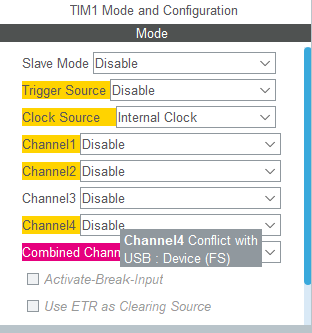 TIM1 Mode and Configuration
Mode
Slave Mode Disable
Trigger Source Disable
Clock Source Internal Clock
Channel1 Disable
Channel2 Disable
Channel3 Disable
Channel4 Disable
Combined Chann
Channel4 Conflict with
USB : Device (FS)
Activate-Break-Input
Use ETR as Clearing Source